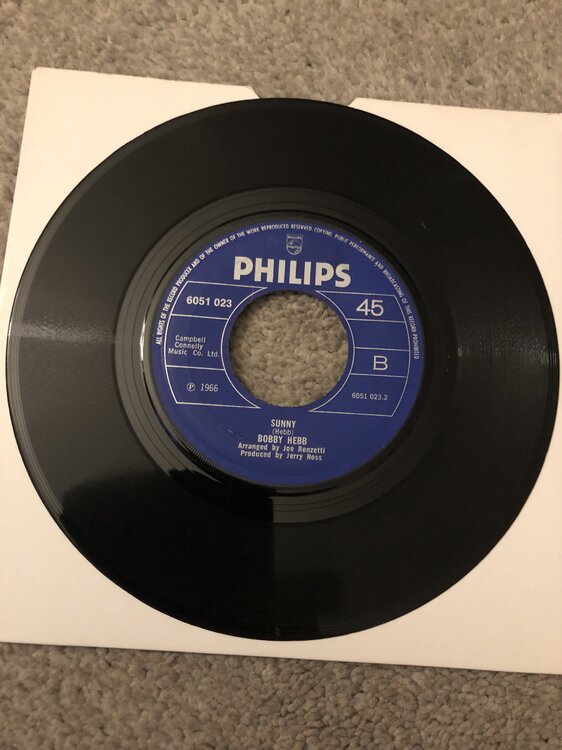 ALL RIGHTS OF THE RECORD PRODUCER AND OF THE OWNER OF THE WORK REPRODUCED RESERVED. COPYING, PUBLIC PERFORMANCE AND BROADCASTING OF THIS RECORD PROHIBITED
PHILIPS
PHILIPS
6051 023
45
Campbell
Connelly
Music Co. Ltd.
B
℗ 1966
6051 023.2
SUNNY
(Hebb)
BOBBY HEBB
Arranged by Joe Renzetti
Produced by Jerry Ross